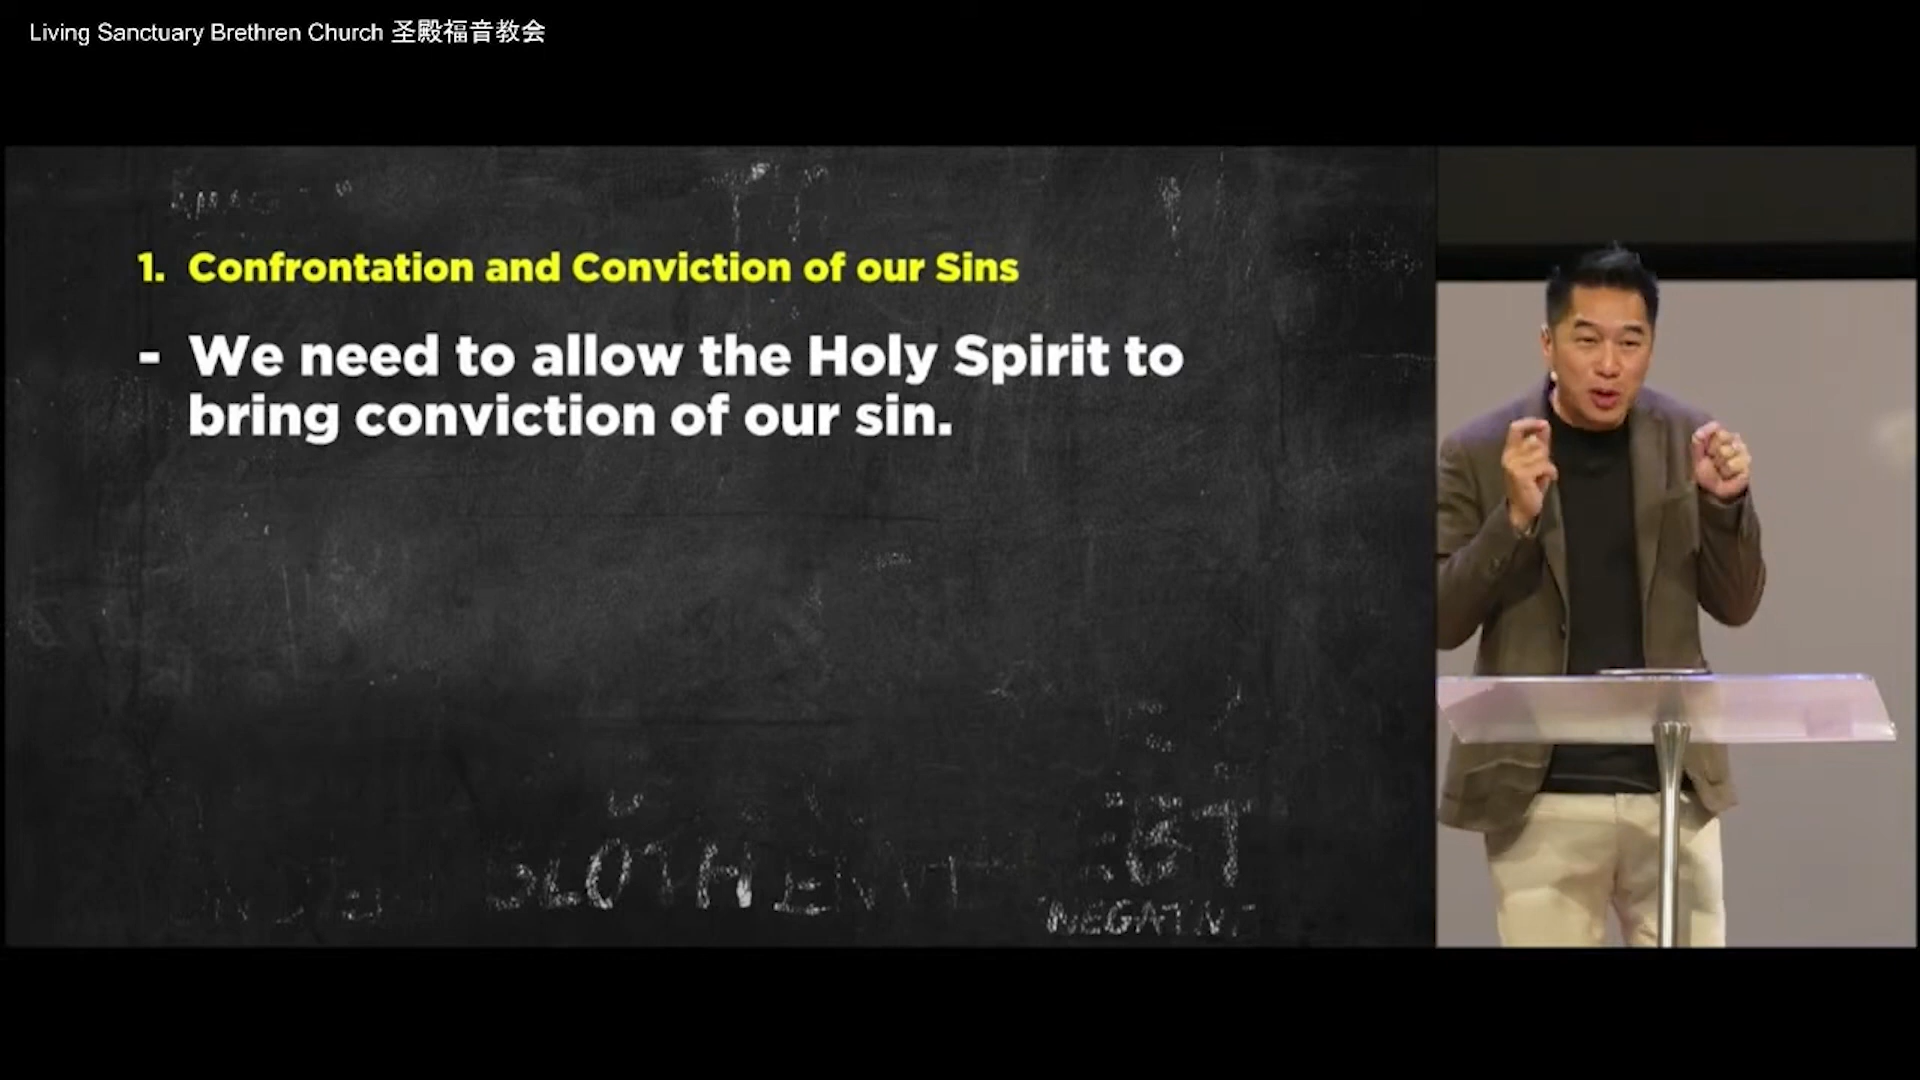 Living Sanctuary Brethren Church 圣殿福音教会
1. Confrontation and Conviction of our Sins
- We need to allow the Holy Spirit to
bring conviction of our sin.